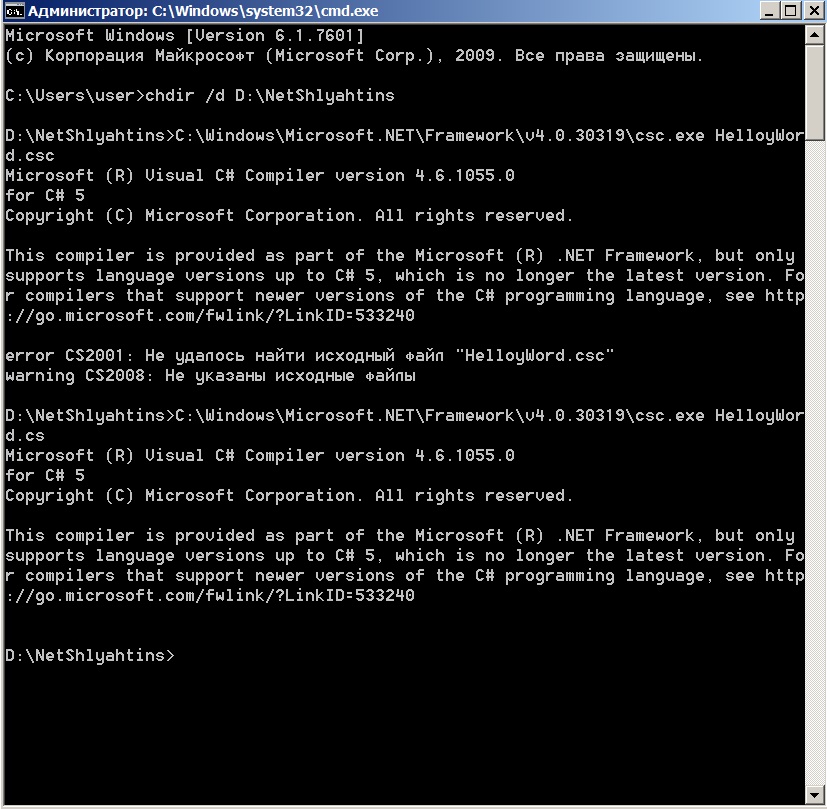 Администратор: C:\Windows\system32\cmd.exe
Microsoft Windows [Version 6.1.7601]
(c) Корпорация Майкрософт (Microsoft Corp.), 2009. Все права защищены.
C:\Users\user>chdir /d D:\NetShlyahtins
D:\NetShlyahtins>C:\Windows\Microsoft.NET\Framework\v4.0.30319\csc.exe HelloyWor
d.csc
Microsoft (R) Visual C# Compiler version 4.6.1055.0
for C# 5
Copyright (C) Microsoft Corporation. All rights reserved.
This compiler is provided as part of the Microsoft (R) .NET Framework, but only
supports language versions up to C# 5, which is no longer the latest version. Fo
r compilers that support newer versions of the C# programming language, see http
://go.microsoft.com/fwlink/?LinkID=533240
error CS2001: Не удалось найти исходный файл "HelloyWord.csc"
warning CS2008: Не указаны исходные файлы
D:\NetShlyahtins>C:\Windows\Microsoft.NET\Framework\v4.0.30319\csc.exe HelloyWor
d.cs
Microsoft (R) Visual C# Compiler version 4.6.1055.0
for C# 5
Copyright (C) Microsoft Corporation. All rights reserved.
This compiler is provided as part of the Microsoft (R) .NET Framework, but only
supports language versions up to C# 5, which is no longer the latest version. Fo
r compilers that support newer versions of the C# programming language, see http
://go.microsoft.com/fwlink/?LinkID=533240
D:\NetShlyahtins>